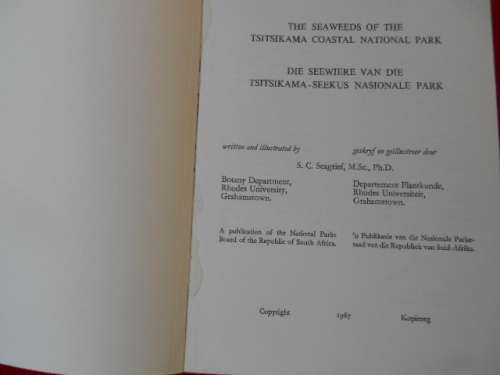 THE SEAWEEDS OF THE
TSITSIKAMA COASTAL NATIONAL PARK
DIE SEEWIERE VAN DIE
TSITSIKAMA-SEEKUS NASIONALE PARK
written and illustrated by
geskryf en geïllustreer deur
S. C. Seagrief, M.Sc., Ph.D.
Botany Department,
Rhodes University,
Grahamstown.
Departement Plantkunde,
Rhodes Universiteit,
Grahamstown.
A publication of the National Parks
Board of the Republic of South Africa.
'n Publikasie van die Nasionale Parke-
raad van die Republiek van Suid-Afrika.
Copyright 1967 Kopiereg